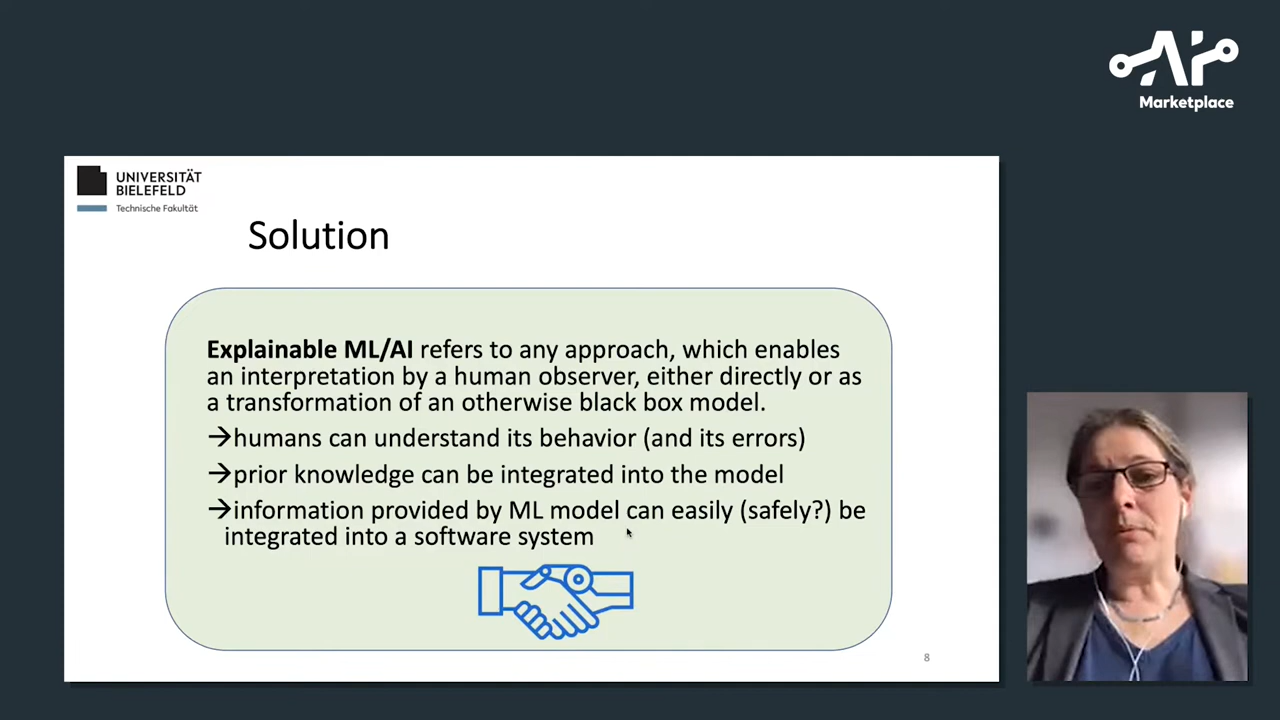 AI
Marketplace
UNIVERSITÄT
BIELEFELD
Technische Fakultät
Solution
Explainable ML/AI refers to any approach, which enables
an interpretation by a human observer, either directly or as
a transformation of an otherwise black box model.
→humans can understand its behavior (and its errors)
→prior knowledge can be integrated into the model
→information provided by ML model can easily (safely?) be
integrated into a software system
8